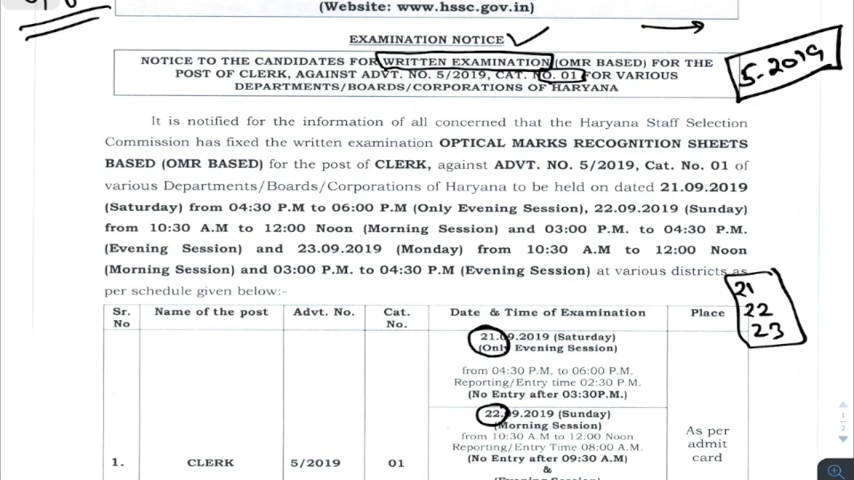 (Website: www.hssc.gov.in)
EXAMINATION NOTICE
NOTICE TO THE CANDIDATES FOR WRITTEN EXAMINATION (OMR BASED) FOR THE
POST OF CLERK, AGAINST ADVT. NO. 5/2019, CAT. NO. 01 FOR VARIOUS
DEPARTMENTS/BOARDS/CORPORATIONS OF HARYANA
5-2019
It is notified for the information of all concerned that the Haryana Staff Selection
Commission has fixed the written examination OPTICAL MARKS RECOGNITION SHEETS
BASED (OMR BASED) for the post of CLERK, against ADVT. NO. 5/2019, Cat. No. 01 of
various Departments/Boards/Corporations of Haryana to be held on dated 21.09.2019
(Saturday) from 04:30 P.M to 06:00 P.M (Only Evening Session), 22.09.2019 (Sunday)
from 10:30 A.M to 12:00 Noon (Morning Session) and 03:00 P.M. to 04:30 P.M.
(Evening Session) and 23.09.2019 (Monday) from 10:30 A.M to 12:00 Noon
(Morning Session) and 03:00 P.M. to 04:30 P.M (Evening Session) at various districts as
per schedule given below:-
21
22
23
Sr. No Name of the post Advt. No. Cat. No. Date & Time of Examination Place
21.09.2019 (Saturday)
(Only Evening Session)
from 04:30 P.M. to 06:00 P.M.
Reporting/Entry time 02:30 P.M.
(No Entry after 03:30P.M.)
22.09.2019 (Sunday)
(Morning Session)
from 10:30 A.M to 12:00 Noon
Reporting/Entry Time 08:00 A.M.
(No Entry after 09:30 A.M)
&
As per
admit
card
1. CLERK 5/2019 01
1
2